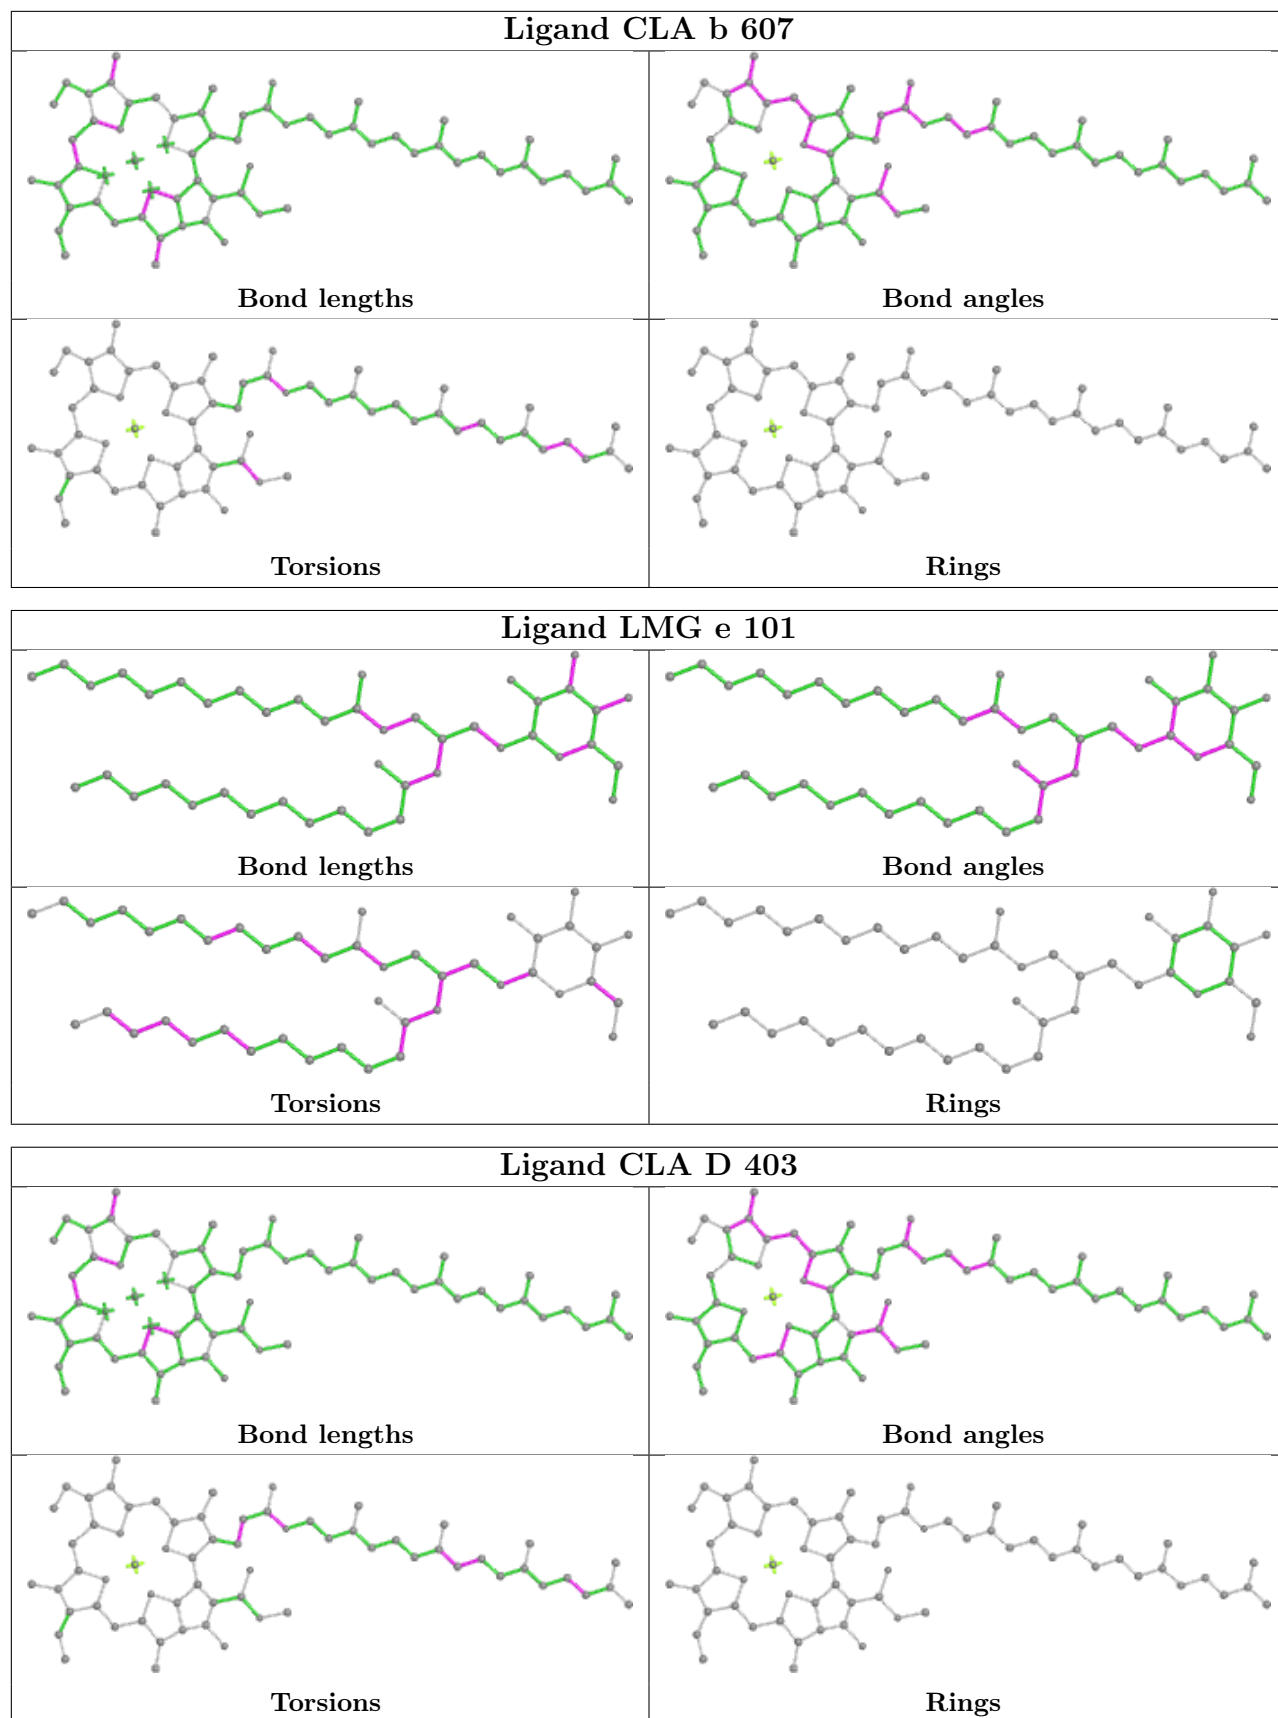 Ligand CLA b 607
Bond lengths
Bond angles
Torsions
Rings
Ligand LMG e 101
Bond lengths
Bond angles
Torsions
Rings
Ligand CLA D 403
Bond lengths
Bond angles
Torsions
Rings